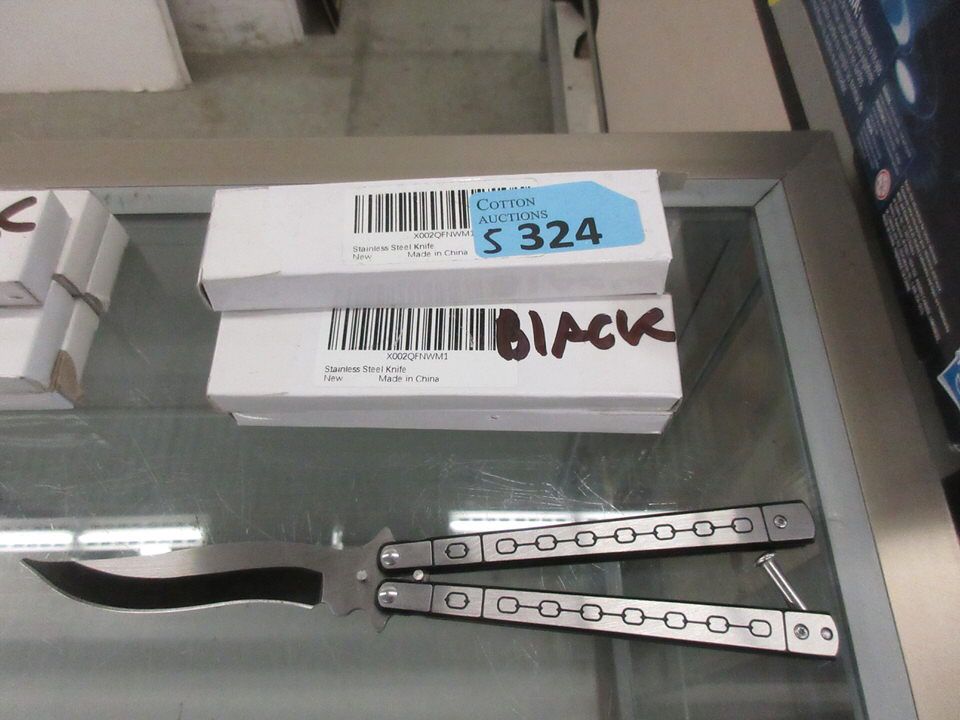 COTTON
AUCTIONS
S 324
X002QFNWM1
Stainless Steel Knife
New Made in China
BLACK
X002QFNWM1
Stainless Steel Knife
New Made in China